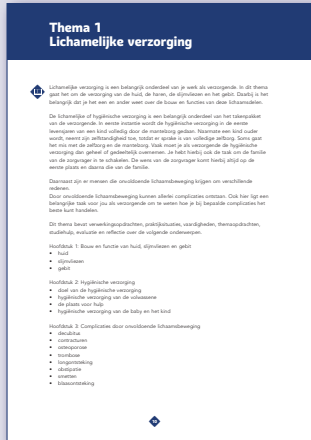 Thema 1
Lichamelijke verzorging
Lichamelijke verzorging is een belangrijk onderdeel van je werk als verzorgende. In dit thema
gaat het om de verzorging van de huid, de haren, de slijmvliezen en het gebit. Daarbij is het
belangrijk dat je het een en ander weet over de bouw en functies van deze lichaamsdelen.
De lichamelijke of hygiënische verzorging is een belangrijk onderdeel van het takenpakket
van de verzorgende. In eerste instantie wordt de hygiënische verzorging in de eerste
levensjaren van een kind volledig door de mantelzorg gedaan. Naarmate een kind ouder
wordt, neemt zijn zelfstandigheid toe, totdat er sprake is van volledige zelfzorg. Soms gaat
het mis met de zelfzorg en de mantelzorg. Vaak moet je als verzorgende de hygiënische
verzorging dan geheel of gedeeltelijk overnemen. Je hebt hierbij ook de taak om de familie
van de zorgvrager in te schakelen. De wens van de zorgvrager komt hierbij altijd op de
eerste plaats en daarna die van de familie.
Daarnaast zijn er mensen die onvoldoende lichaamsbeweging krijgen om verschillende
redenen.
Door onvoldoende lichaamsbeweging kunnen allerlei complicaties ontstaan. Ook hier ligt een
belangrijke taak voor jou als verzorgende om te weten hoe je bij bepaalde complicaties het
beste kunt handelen.
Dit thema bevat verwerkingsopdrachten, praktijksituaties, vaardigheden, themaopdrachten,
studiehulp, evaluatie en reflectie over de volgende onderwerpen.
Hoofdstuk 1: Bouw en functie van huid, slijmvliezen en gebit
• huid
• slijmvliezen
• gebit
Hoofdstuk 2: Hygiënische verzorging
• doel van de hygiënische verzorging
• hygiënische verzorging van de volwassene
• de plaats voor hulp
• hygiënische verzorging van de baby en het kind
Hoofdstuk 3: Complicaties door onvoldoende lichaamsbeweging
• decubitus
• contracturen
• osteoporose
• trombose
• longontsteking
• obstipatie
• smetten
• blaasontsteking